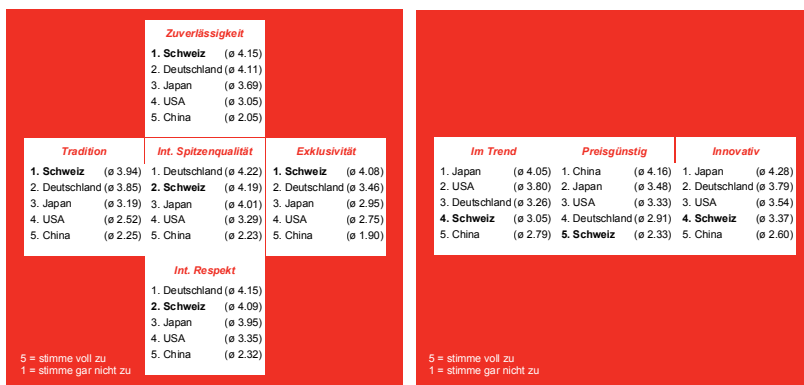 Zuverlässigkeit
1. Schweiz (ø 4.15)
2. Deutschland (ø 4.11)
3. Japan (ø 3.69)
4. USA (ø 3.05)
5. China (ø 2.05)
Tradition
1. Schweiz (ø 3.94)
2. Deutschland (ø 3.85)
3. Japan (ø 3.19)
4. USA (ø 2.52)
5. China (ø 2.25)
Int. Spitzenqualität
1. Deutschland (ø 4.22)
2. Schweiz (ø 4.19)
3. Japan (ø 4.01)
4. USA (ø 3.29)
5. China (ø 2.23)
Exklusivität
1. Schweiz (ø 4.08)
2. Deutschland (ø 3.46)
3. Japan (ø 2.95)
4. USA (ø 2.75)
5. China (ø 1.90)
Int. Respekt
1. Deutschland (ø 4.15)
2. Schweiz (ø 4.09)
3. Japan (ø 3.95)
4. USA (ø 3.35)
5. China (ø 2.32)
5 = stimme voll zu
1 = stimme gar nicht zu
Im Trend
1. Japan (ø 4.05)
2. USA (ø 3.80)
3. Deutschland (ø 3.26)
4. Schweiz (ø 3.05)
5. China (ø 2.79)
Preisgünstig
1. China (ø 4.16)
2. Japan (ø 3.48)
3. USA (ø 3.33)
4. Deutschland (ø 2.91)
5. Schweiz (ø 2.33)
Innovativ
1. Japan (ø 4.28)
2. Deutschland (ø 3.79)
3. USA (ø 3.54)
4. Schweiz (ø 3.37)
5. China (ø 2.60)
5 = stimme voll zu
1 = stimme gar nicht zu